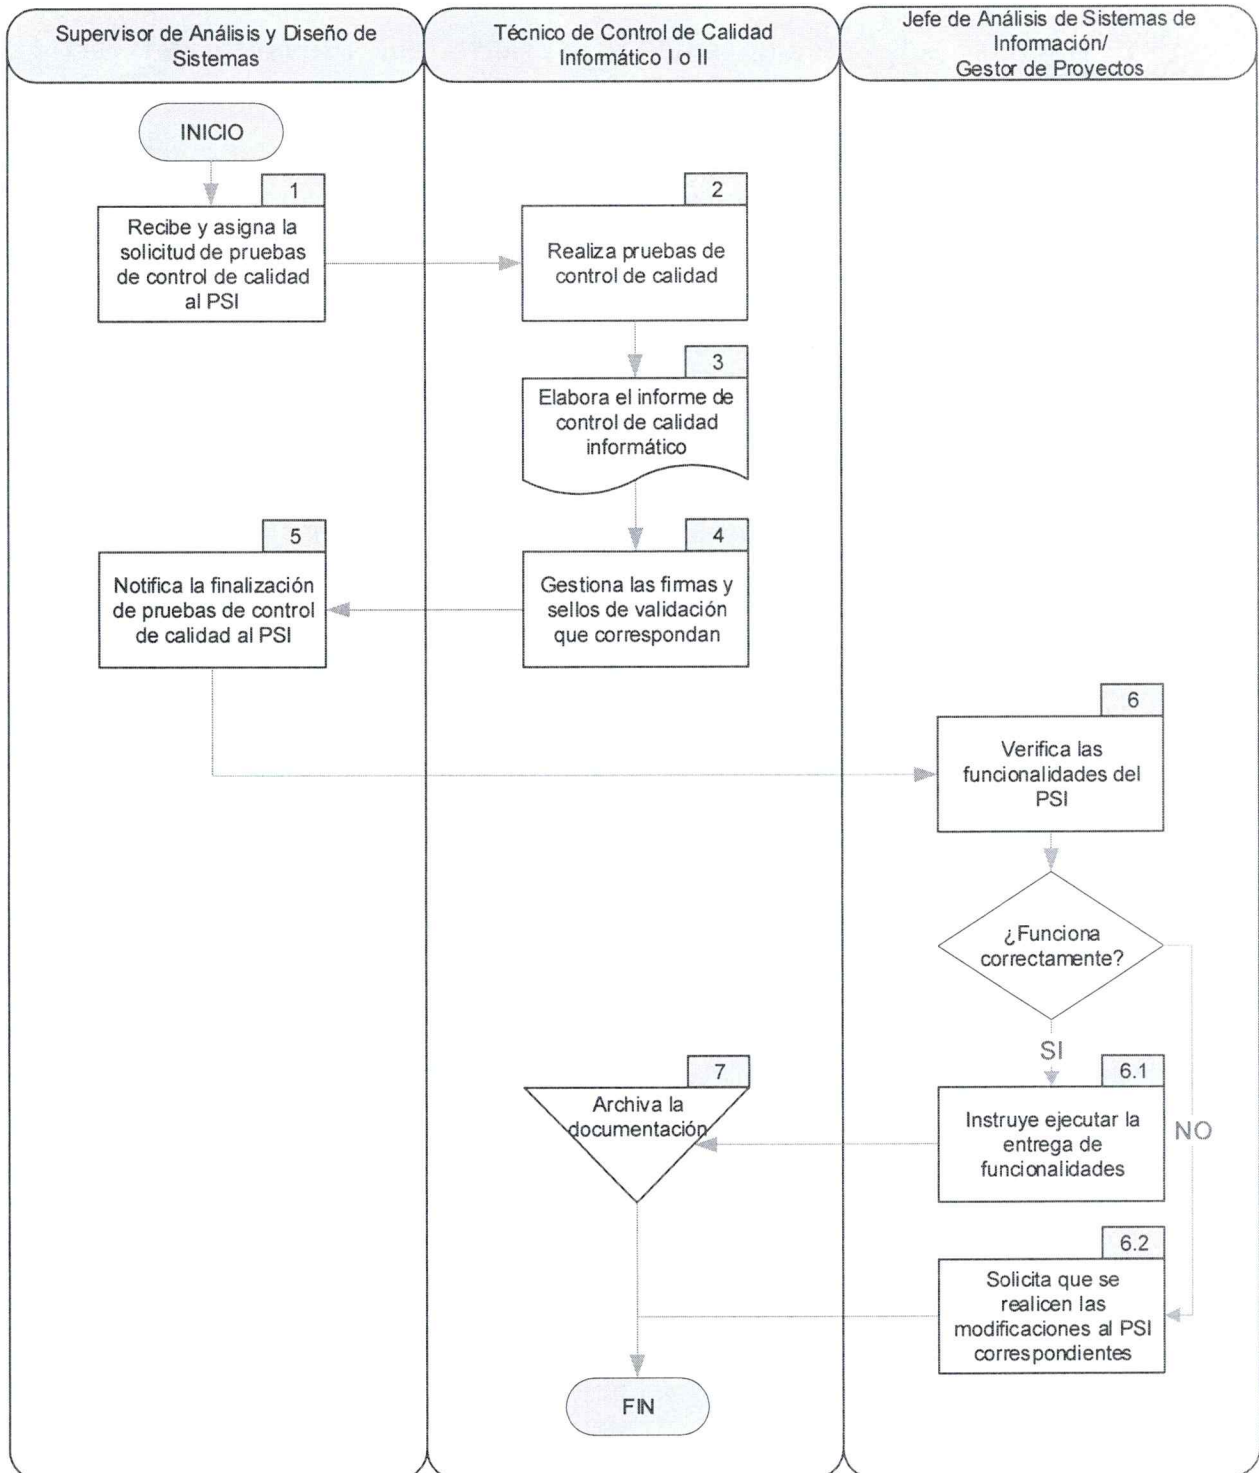 Supervisor de Análisis y Diseño de
Sistemas
Técnico de Control de Calidad
Informático I o II
Jefe de Análisis de Sistemas de
Información/
Gestor de Proyectos
INICIO
1
Recibe y asigna la
solicitud de pruebas
de control de calidad
al PSI
2
Realiza pruebas de
control de calidad
3
Elabora el informe de
control de calidad
informático
4
Gestiona las firmas y
sellos de validación
que correspondan
5
Notifica la finalización
de pruebas de control
de calidad al PSI
6
Verifica las
funcionalidades del
PSI
¿Funciona
correctamente?
SI
NO
6.1
Instruye ejecutar la
entrega de
funcionalidades
7
Archiva la
documentación
6.2
Solicita que se
realicen las
modificaciones al PSI
correspondientes
FIN